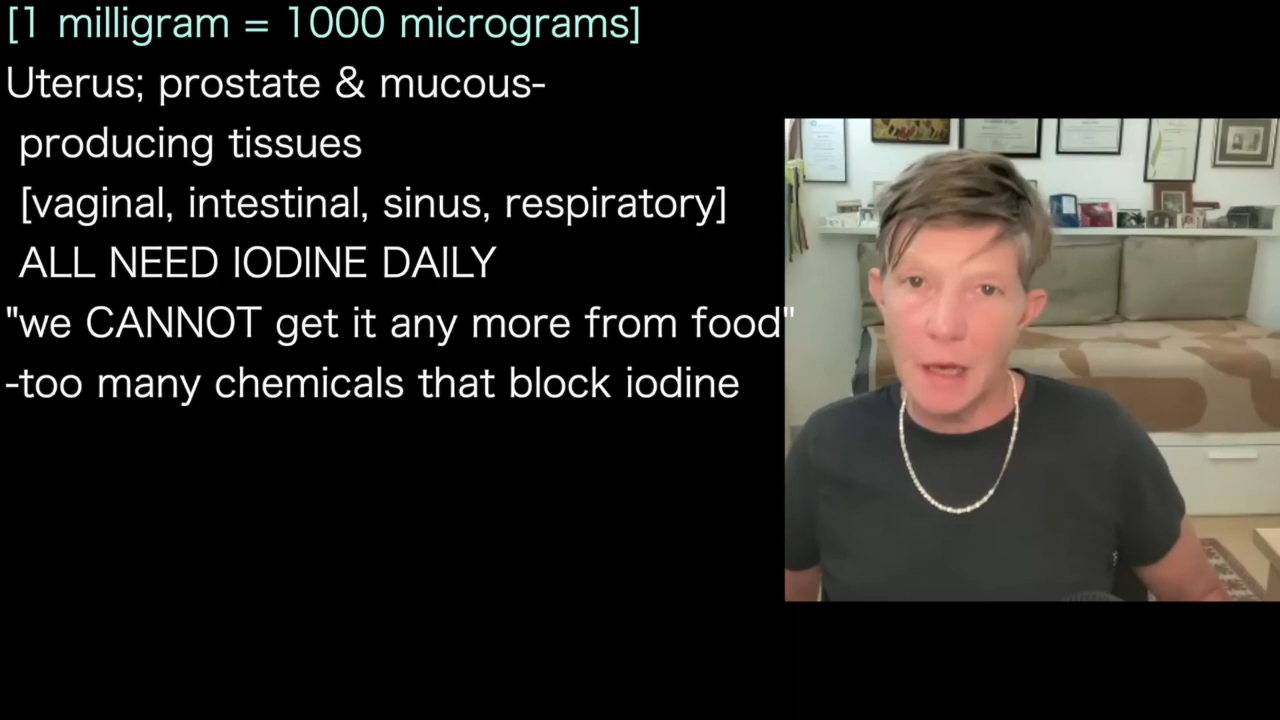 [1 milligram = 1000 micrograms]
Uterus; prostate & mucous-
producing tissues
[vaginal, intestinal, sinus, respiratory]
ALL NEED IODINE DAILY
"we CANNOT get it any more from food"
-too many chemicals that block iodine